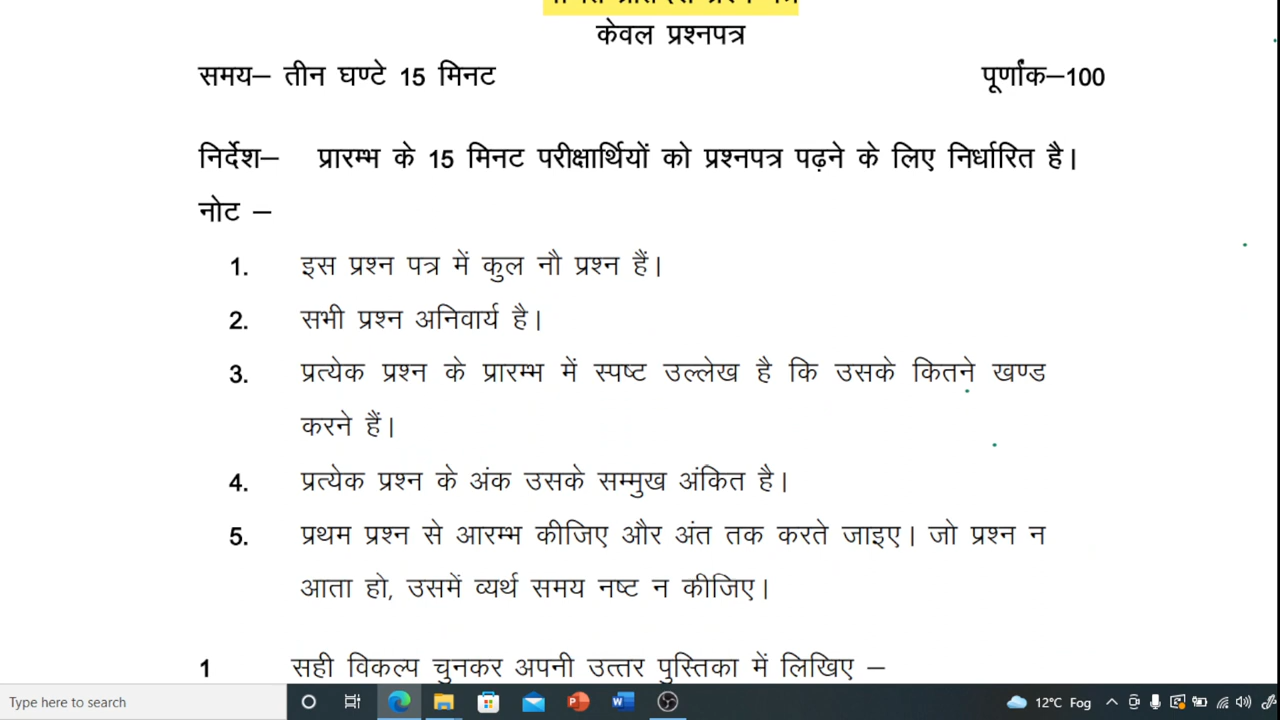 केवल प्रश्नपत्र
समय– तीन घण्टे 15 मिनट पूर्णांक–100
निर्देश– प्रारम्भ के 15 मिनट परीक्षार्थियों को प्रश्नपत्र पढ़ने के लिए निर्धारित है।
नोट –
1. इस प्रश्न पत्र में कुल नौ प्रश्न हैं।
2. सभी प्रश्न अनिवार्य है।
3. प्रत्येक प्रश्न के प्रारम्भ में स्पष्ट उल्लेख है कि उसके कितने खण्ड
करने हैं।
4. प्रत्येक प्रश्न के अंक उसके सम्मुख अंकित है।
5. प्रथम प्रश्न से आरम्भ कीजिए और अंत तक करते जाइए। जो प्रश्न न
आता हो, उसमें व्यर्थ समय नष्ट न कीजिए।
1 सही विकल्प चुनकर अपनी उत्तर पुस्तिका में लिखिए –
Type here to search 12°C Fog